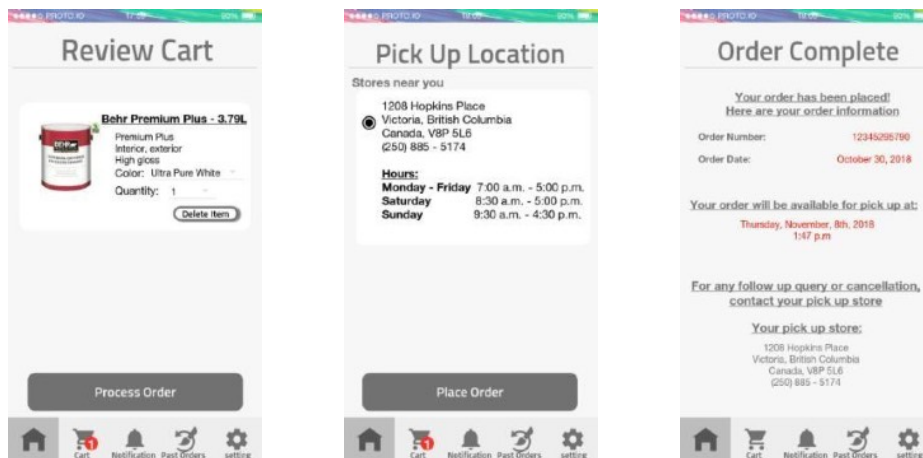 Review Cart
Behr Premium Plus - 3.79L
Premium Plus
Interior, exterior
High gloss
Color: Ultra Pure White
Quantity: 1
Delete Item
BEHR
Process Order
1
Cart Notification Past Orders setting
Pick Up Location
Stores near you
1208 Hopkins Place
Victoria, British Columbia
Canada, V8P 5L6
(250) 885 - 5174
Hours:
Monday - Friday 7:00 a.m. - 5:00 p.m.
Saturday 8:30 a.m. - 5:00 p.m.
Sunday 9:30 a.m. - 4:30 p.m.
Place Order
1
Cart Notification Past Orders setting
Order Complete
Your order has been placed!
Here are your order information
Order Number: 12345295790
Order Date: October 30, 2018
Your order will be available for pick up at:
Thursday, November, 8th, 2018
1:47 p.m
For any follow up query or cancellation,
contact your pick up store
Your pick up store:
1208 Hopkins Place
Victoria, British Columbia
Canada, V8P 5L6
(250) 885 - 5174
Cart Notification Past Orders setting